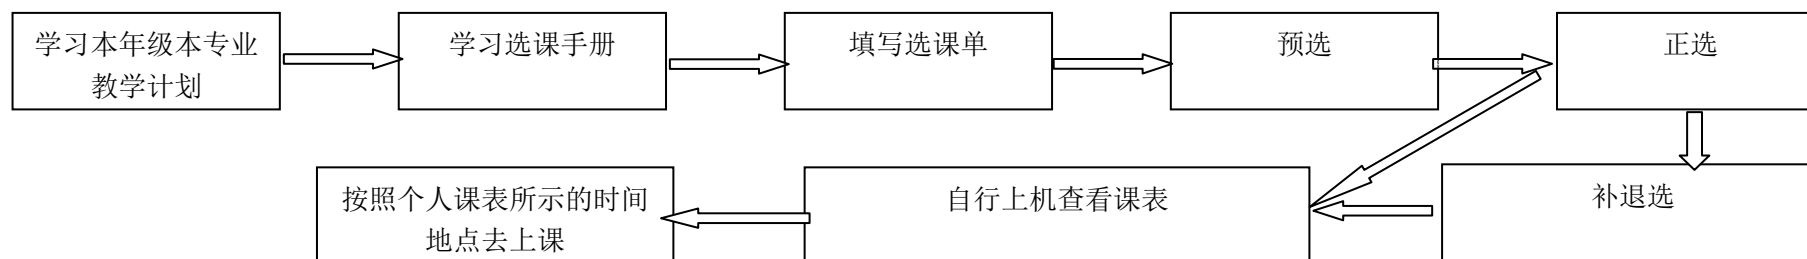 学习本年级本专业
教学计划
学习选课手册
填写选课单
预选
正选
补退选
自行上机查看课表
按照个人课表所示的时间
地点去上课